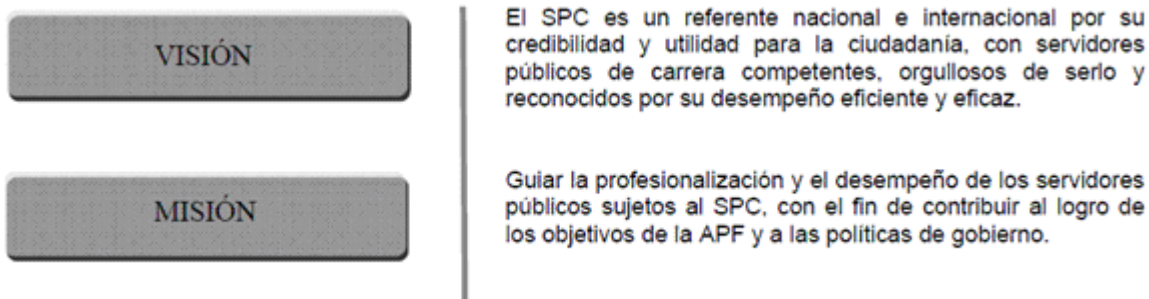 VISIÓN
El SPC es un referente nacional e internacional por su
credibilidad y utilidad para la ciudadanía, con servidores
públicos de carrera competentes, orgullosos de serlo y
reconocidos por su desempeño eficiente y eficaz.
MISIÓN
Guiar la profesionalización y el desempeño de los servidores
públicos sujetos al SPC, con el fin de contribuir al logro de
los objetivos de la APF y a las políticas de gobierno.